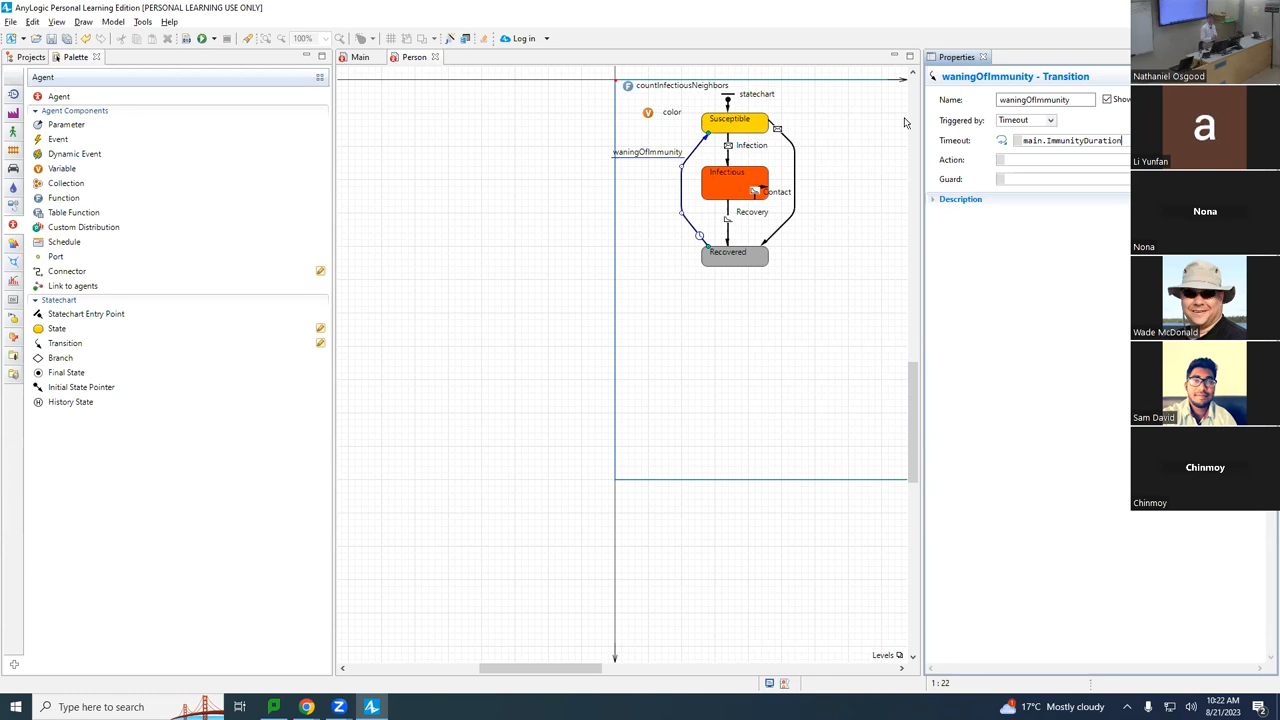 AnyLogic Personal Learning Edition [PERSONAL LEARNING USE ONLY]
File Edit View Draw Model Tools Help
100%
Log in
Projects
Palette
Main
Person
Properties
Agent
Agent
Agent Components
Parameter
Event
Dynamic Event
Variable
Collection
Function
Table Function
Custom Distribution
Schedule
Port
Connector
Link to agents
Statechart
Statechart Entry Point
State
Transition
Branch
Final State
Initial State Pointer
History State
countInfectiousNeighbors
statechart
color
Susceptible
Infection
waningOfImmunity
Infectious
Contact
Recovery
Recovered
Levels
waningOfImmunity - Transition
Name: waningOfImmunity Show
Triggered by: Timeout
Timeout: main.ImmunityDuration
Action:
Guard:
Description
1 : 22
Nathaniel Osgood
a
Li Yunfan
Nona
Nona
Wade McDonald
Sam David
Chinmoy
Chinmoy
Type here to search
17°C Mostly cloudy
10:22 AM
8/21/2023
2